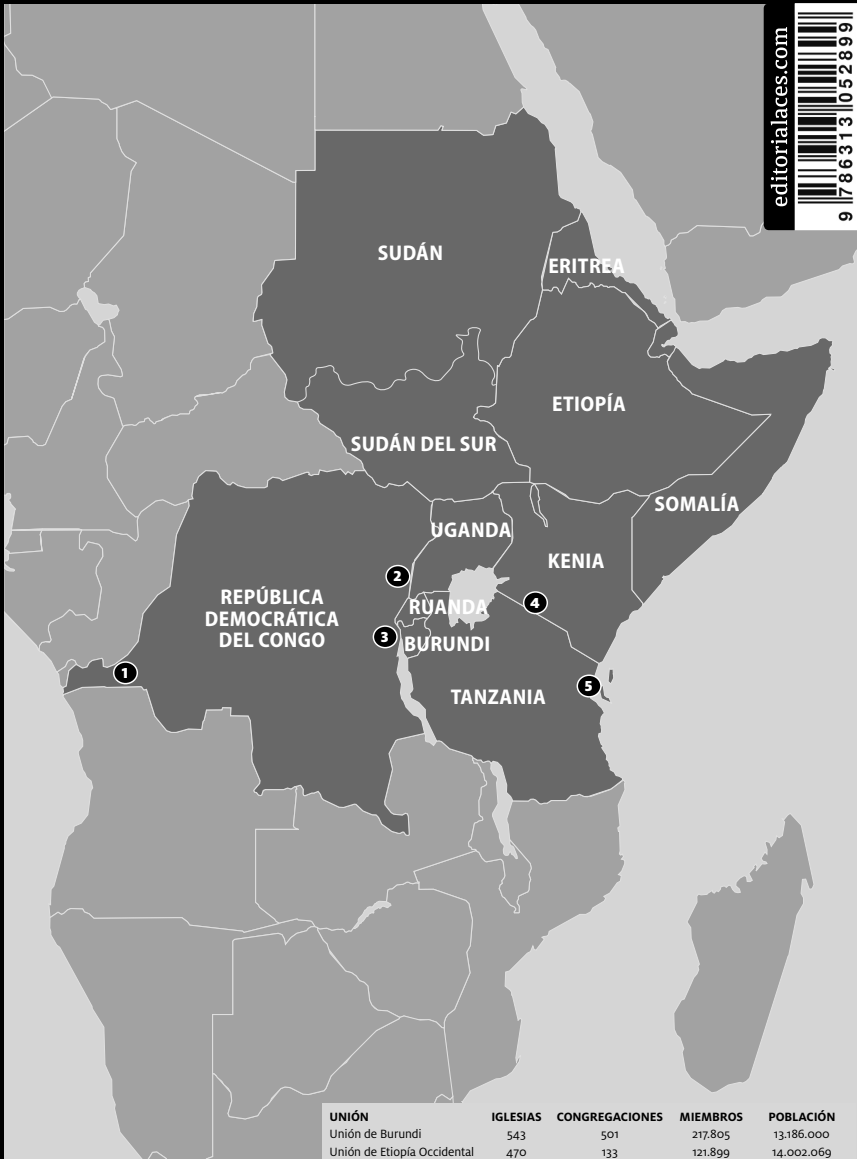 editorialaces.com
9 786313 052899
SUDÁN
ERITREA
ETIOPÍA
SUDÁN DEL SUR
SOMALÍA
UGANDA
KENIA
2
REPÚBLICA
DEMOCRÁTICA
DEL CONGO
RUANDA
4
3
BURUNDI
1
TANZANIA
5
UNIÓN IGLESIAS CONGREGACIONES MIEMBROS POBLACIÓN
Unión de Burundi 543 501 217.805 13.186.000
Unión de Etiopía Occidental 470 133 121.899 14.002.069